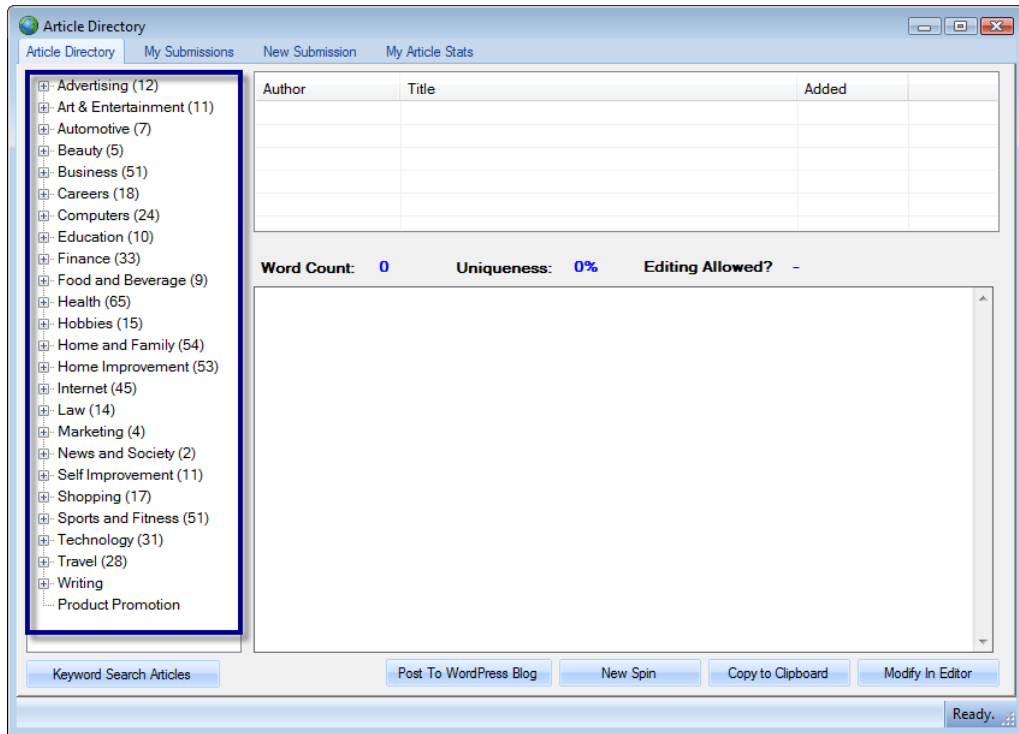 Article Directory
Article Directory My Submissions New Submission My Article Stats
Advertising (12)
Art & Entertainment (11)
Automotive (7)
Beauty (5)
Business (51)
Careers (18)
Computers (24)
Education (10)
Finance (33)
Food and Beverage (9)
Health (65)
Hobbies (15)
Home and Family (54)
Home Improvement (53)
Internet (45)
Law (14)
Marketing (4)
News and Society (2)
Self Improvement (11)
Shopping (17)
Sports and Fitness (51)
Technology (31)
Travel (28)
Writing
Product Promotion
Author Title Added
Word Count: 0 Uniqueness: 0% Editing Allowed? -
Keyword Search Articles Post To WordPress Blog New Spin Copy to Clipboard Modify In Editor
Ready.